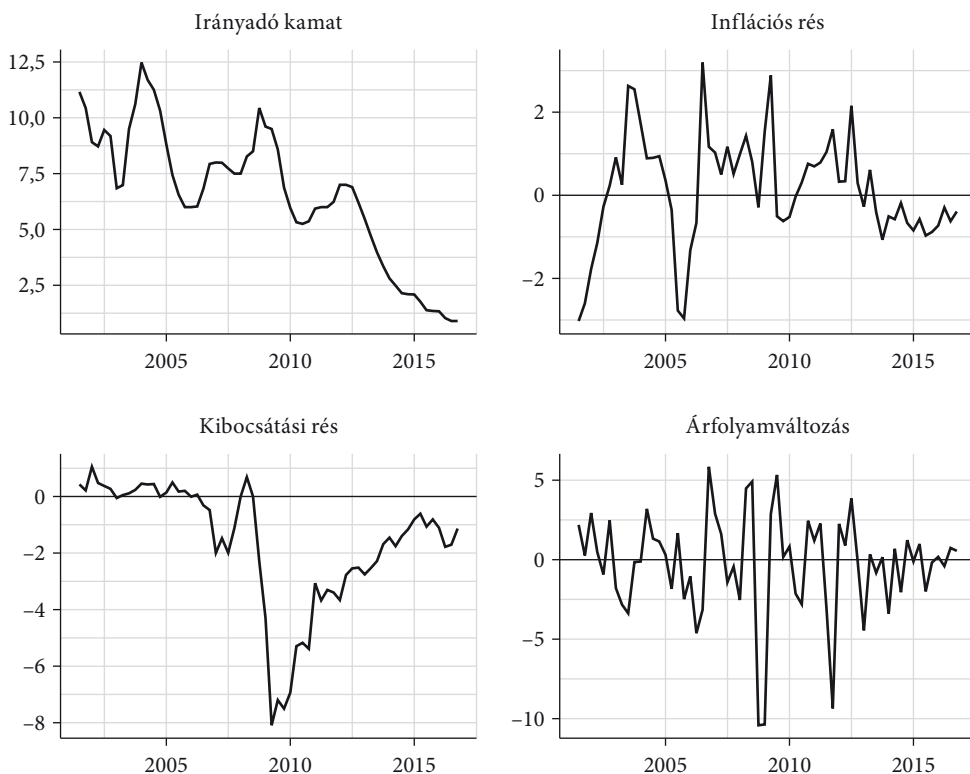 Irányadó kamat
12,5
10,0
7,5
5,0
2,5
2005 2010 2015
Inflációs rés
2
0
–2
2005 2010 2015
Kibocsátási rés
0
–2
–4
–6
–8
2005 2010 2015
Árfolyamváltozás
5
0
–5
–10
2005 2010 2015